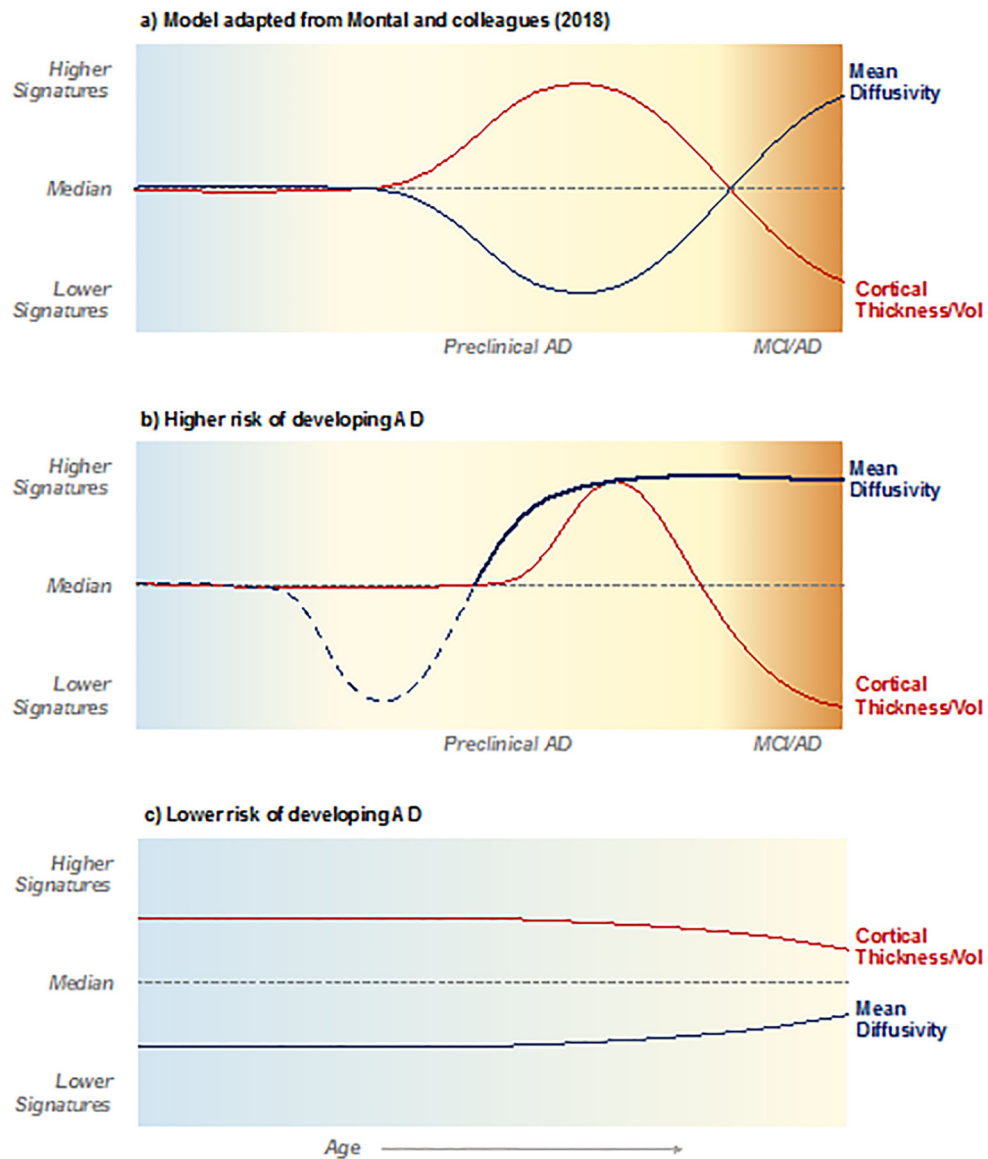 a) Model adapted from Montal and colleagues (2018)
Higher
Signatures
Mean
Diffusivity
Median
Lower
Signatures
Cortical
Thickness/Vol
Preclinical AD
MCI/AD
b) Higher risk of developing AD
Higher
Signatures
Mean
Diffusivity
Median
Lower
Signatures
Cortical
Thickness/Vol
Preclinical AD
MCI/AD
c) Lower risk of developing AD
Higher
Signatures
Cortical
Thickness/Vol
Median
Mean
Diffusivity
Lower
Signatures
Age